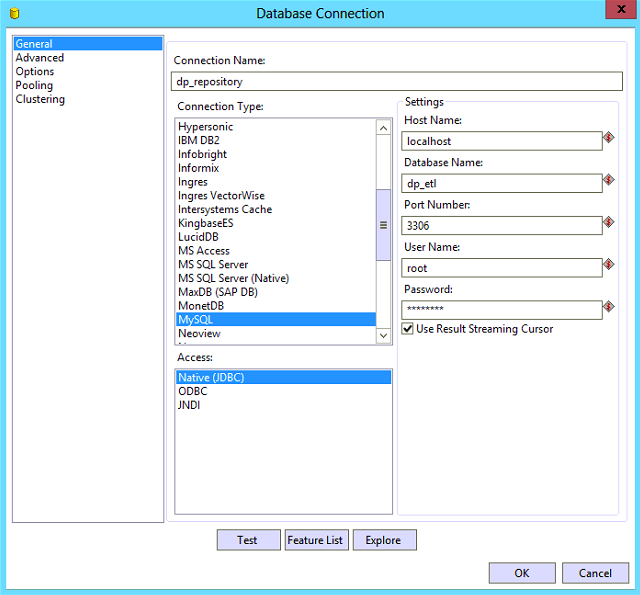 Database Connection
x
General
Advanced
Options
Pooling
Clustering
Connection Name:
dp_repository
Connection Type:
Hypersonic
IBM DB2
Infobright
Informix
Ingres
Ingres VectorWise
Intersystems Cache
KingbaseES
LucidDB
MS Access
MS SQL Server
MS SQL Server (Native)
MaxDB (SAP DB)
MonetDB
MySQL
Neoview
Access:
Native (JDBC)
ODBC
JNDI
Settings
Host Name:
localhost
Database Name:
dp_etl
Port Number:
3306
User Name:
root
Password:
********
Use Result Streaming Cursor
Test
Feature List
Explore
OK
Cancel